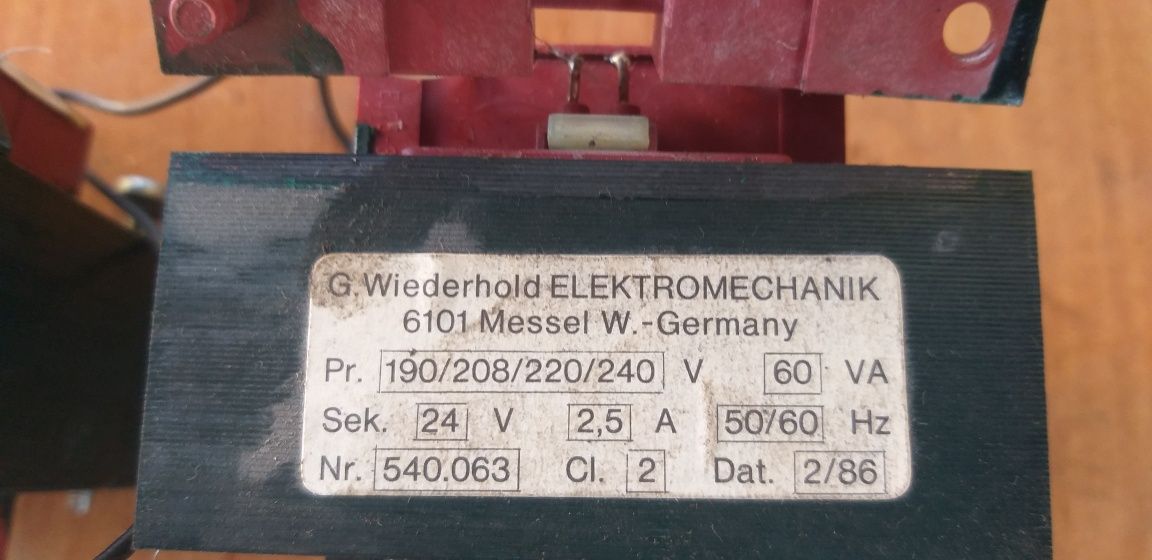 G.Wiederhold ELEKTROMECHANIK
6101 Messel W.-Germany
Pr. 190/208/220/240 V 60 VA
Sek. 24 V 2,5 A 50/60 Hz
Nr. 540.063 Cl. 2 Dat. 2/86